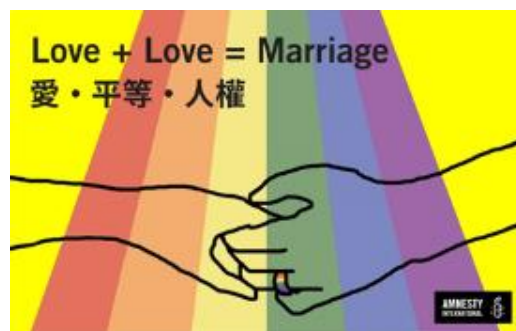 Love + Love = Marriage
愛・平等・人權
AMNESTY
INTERNATIONAL